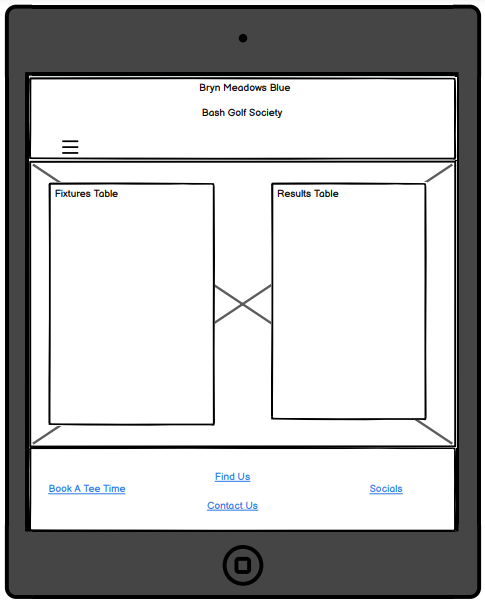 Bryn Meadows Blue
Bash Golf Society
Fixtures Table
Results Table
Find Us
Book A Tee Time
Socials
Contact Us